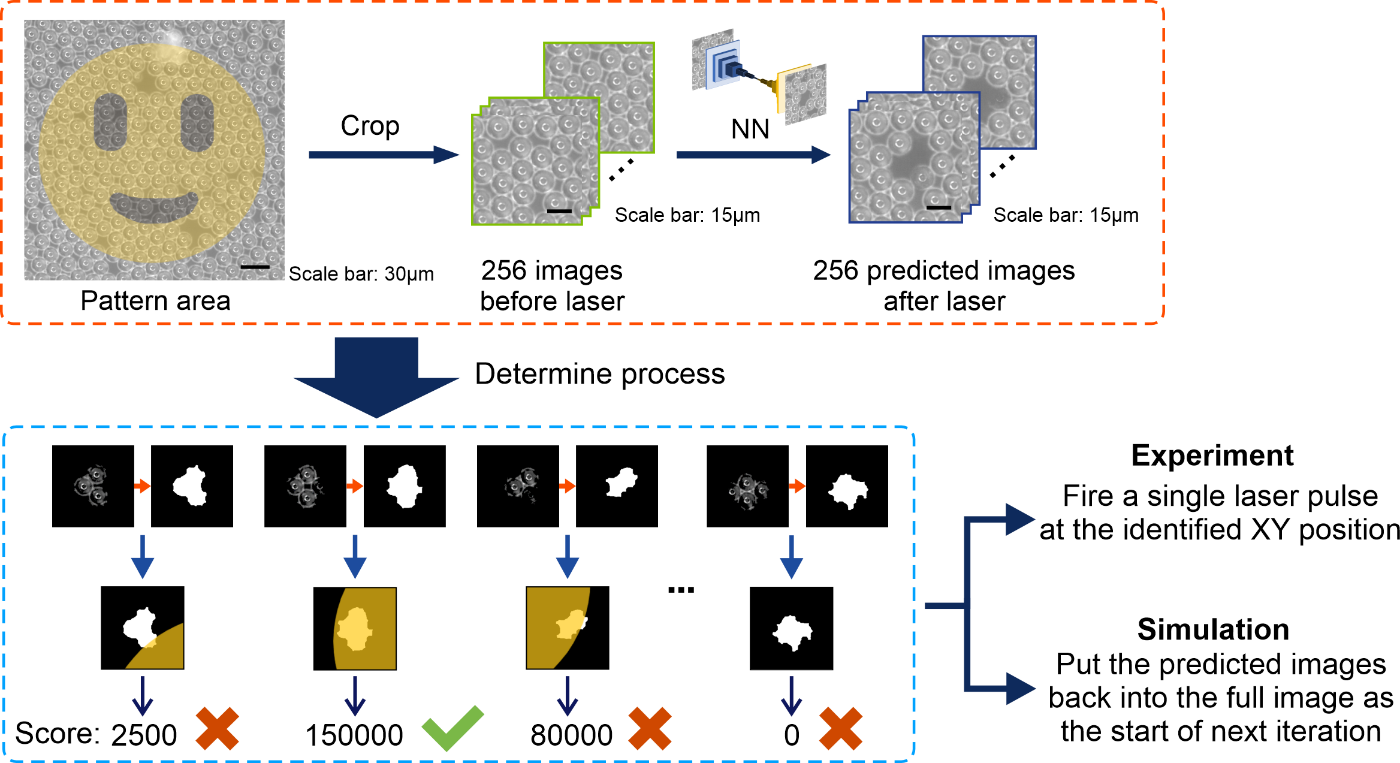 Crop
NN
Scale bar: 15µm
Scale bar: 15µm
Scale bar: 30µm
Pattern area
256 images
before laser
256 predicted images
after laser
Determine process
Experiment
Fire a single laser pulse
at the identified XY position
...
Simulation
Put the predicted images
back into the full image as
the start of next iteration
Score: 2500
150000
80000
0